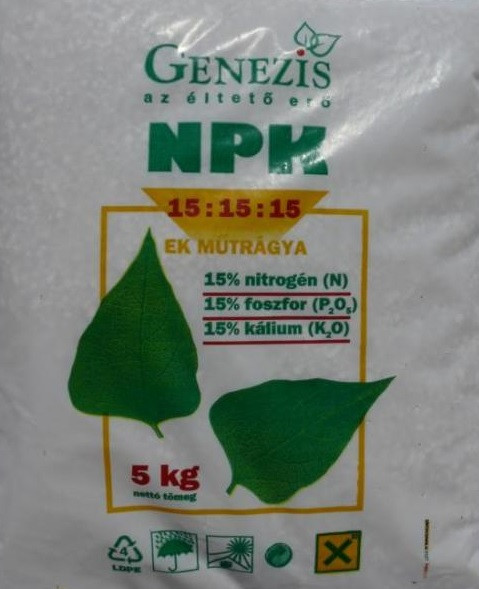 GENEZIS
az éltető erő
NPK
15:15:15
EK MŰTRÁGYA
15% nitrogén (N)
15% foszfor (P₂O₅)
15% kálium (K₂O)
5 kg
nettó tömeg
4
LDPE